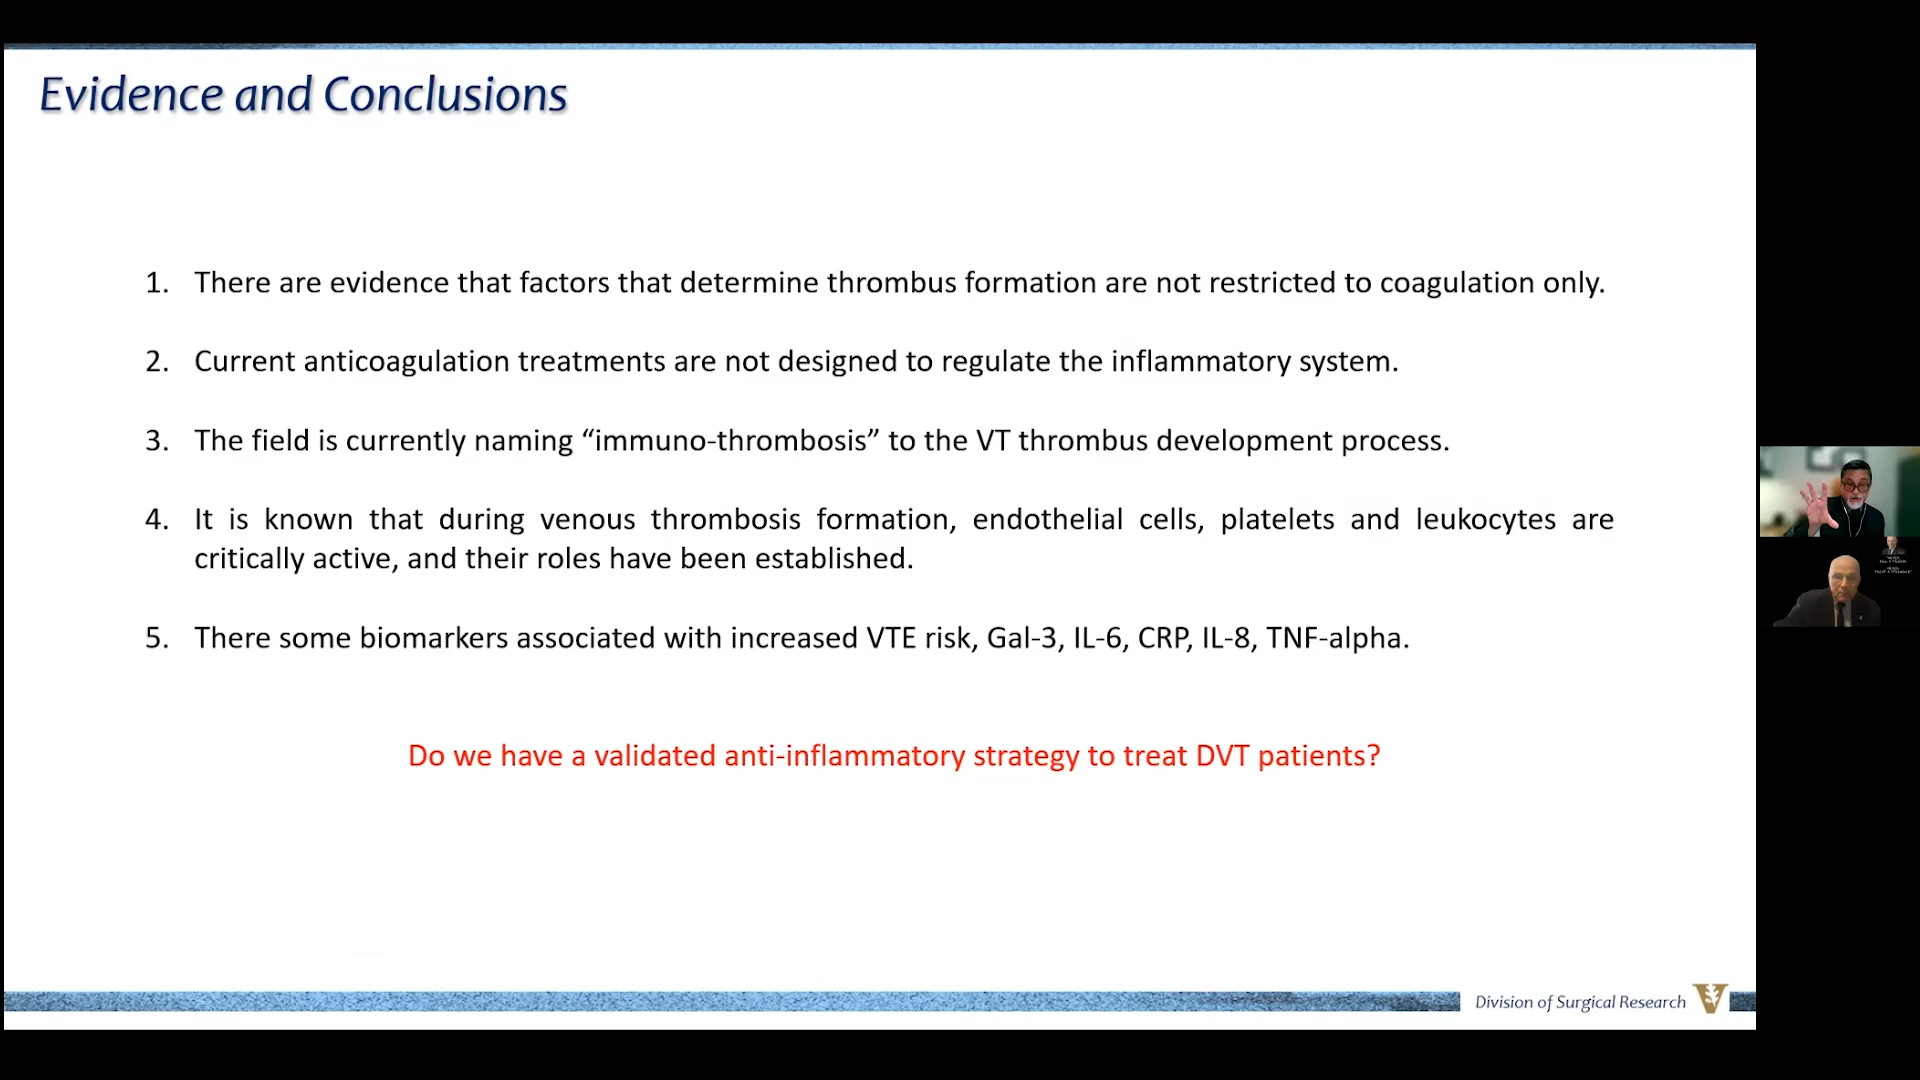 Evidence and Conclusions
1. There are evidence that factors that determine thrombus formation are not restricted to coagulation only.
2. Current anticoagulation treatments are not designed to regulate the inflammatory system.
3. The field is currently naming “immuno-thrombosis” to the VT thrombus development process.
4. It is known that during venous thrombosis formation, endothelial cells, platelets and leukocytes are
critically active, and their roles have been established.
5. There some biomarkers associated with increased VTE risk, Gal-3, IL-6, CRP, IL-8, TNF-alpha.
Do we have a validated anti-inflammatory strategy to treat DVT patients?
Division of Surgical Research